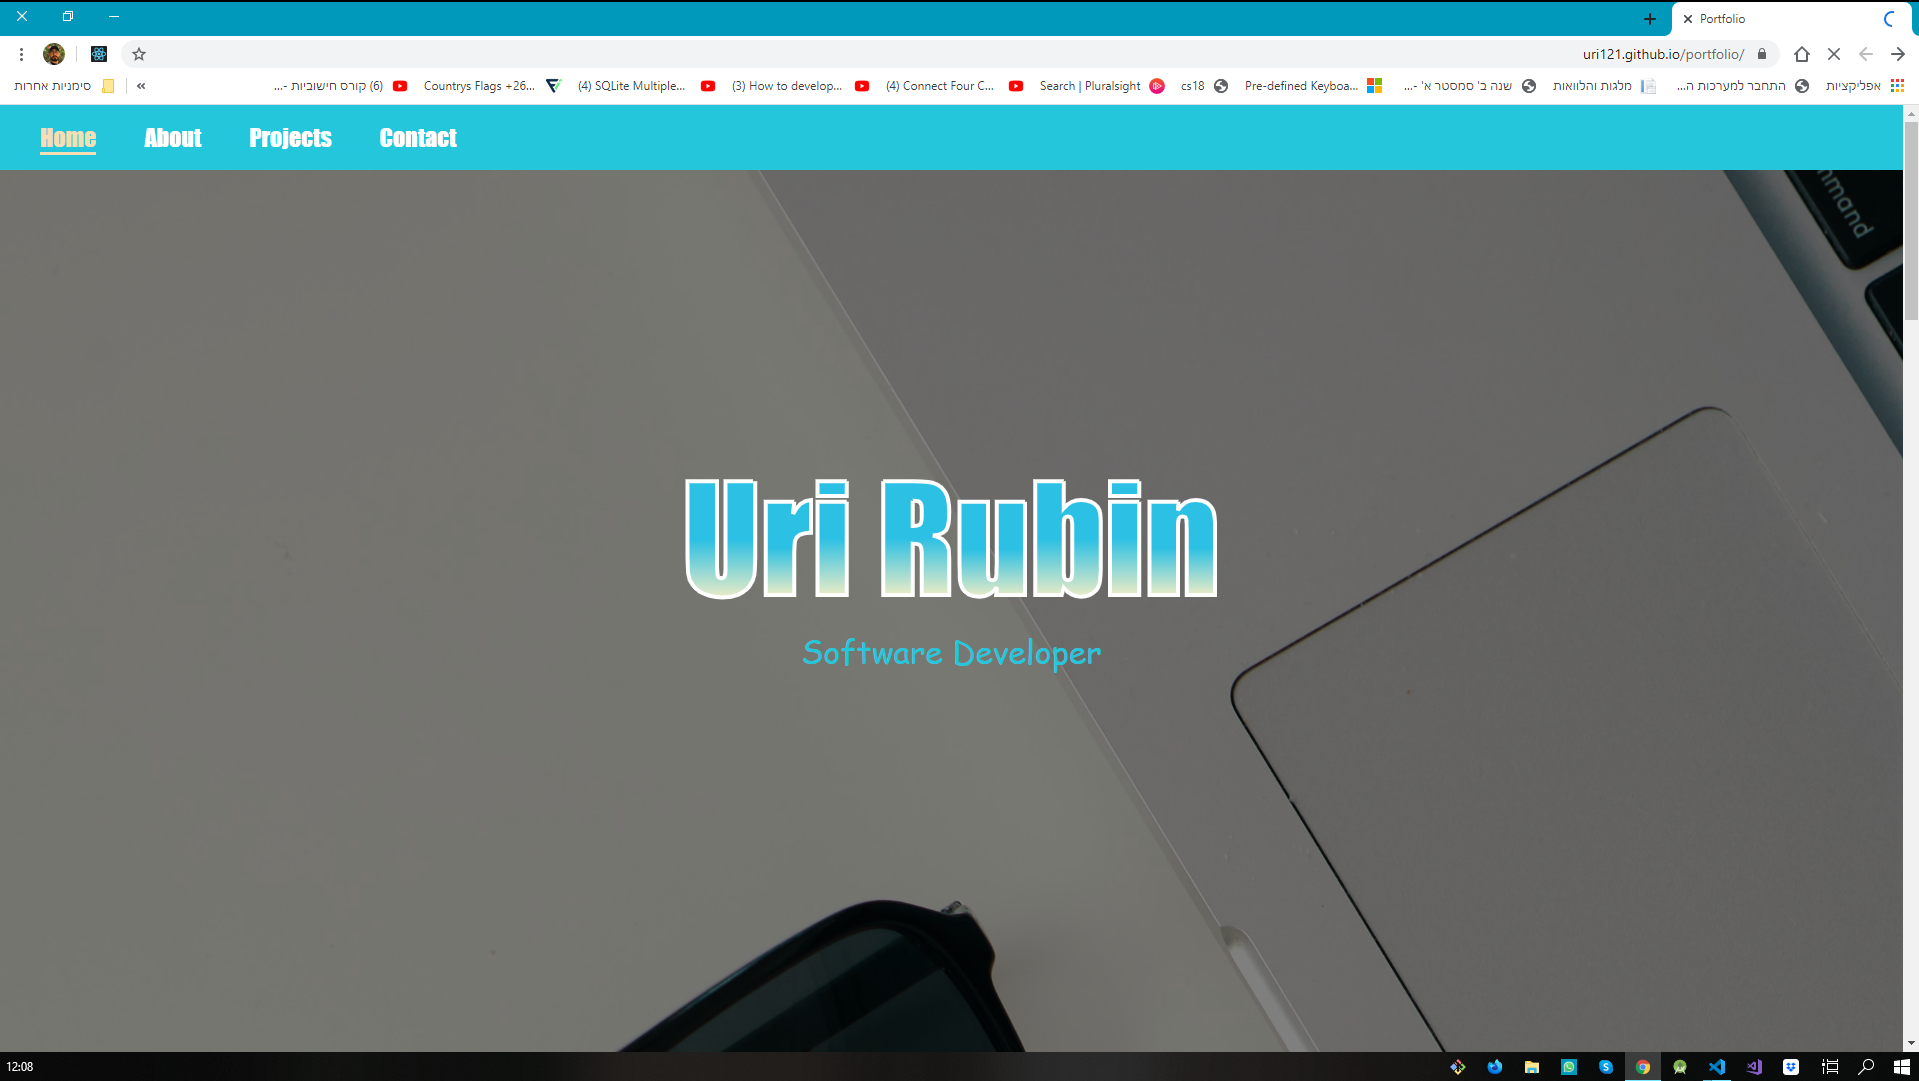 Portfolio
uri121.github.io/portfolio/
אפליקציות
התחבר למערכות ה...
מלגות והלוואות
שנה ב' סמסטר א' -...
Pre-defined Keyboa...
cs18
Search | Pluralsight
(4) Connect Four C...
(3) How to develop...
(4) SQLite Multiple...
Countrys Flags +26...
(6) קורס חישוביות -...
«
סימניות אחרות
Home About Projects Contact
mmand
Uri Rubin
Software Developer
12:08